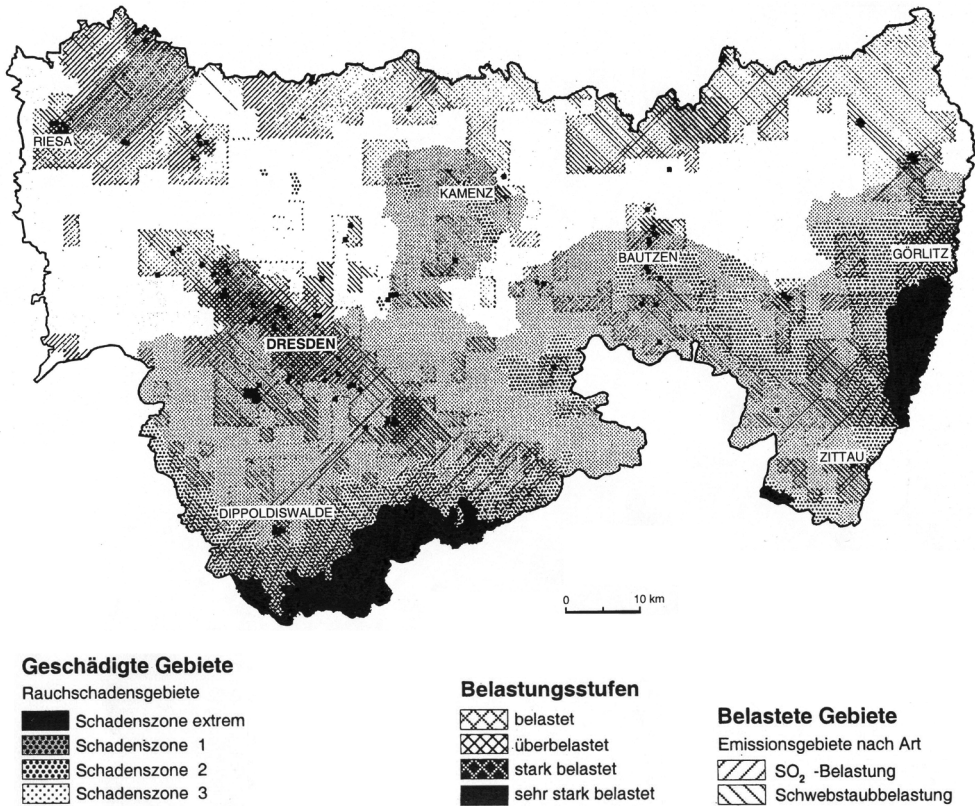 RIESA
KAMENZ
BAUTZEN
GÖRLITZ
DRESDEN
ZITTAU
DIPPOLDISWALDE
0 10 km
Geschädigte Gebiete
Rauchschadensgebiete
Schadenszone extrem
Schadenszone 1
Schadenszone 2
Schadenszone 3
Belastungsstufen
belastet
überbelastet
stark belastet
sehr stark belastet
Belastete Gebiete
Emissionsgebiete nach Art
SO₂ -Belastung
Schwebstaubbelastung